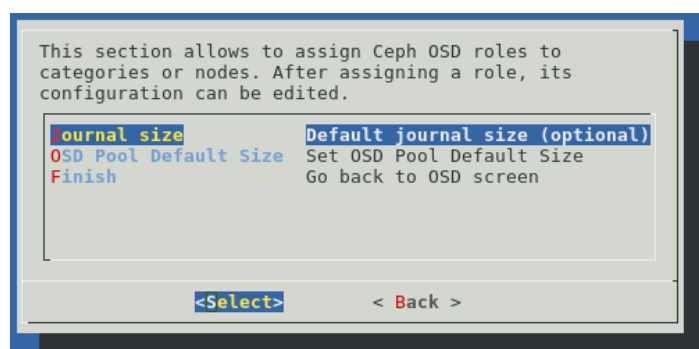 This section allows to assign Ceph OSD roles to
categories or nodes. After assigning a role, its
configuration can be edited.
Journal size Default journal size (optional)
OSD Pool Default Size Set OSD Pool Default Size
Finish Go back to OSD screen
<Select> < Back >